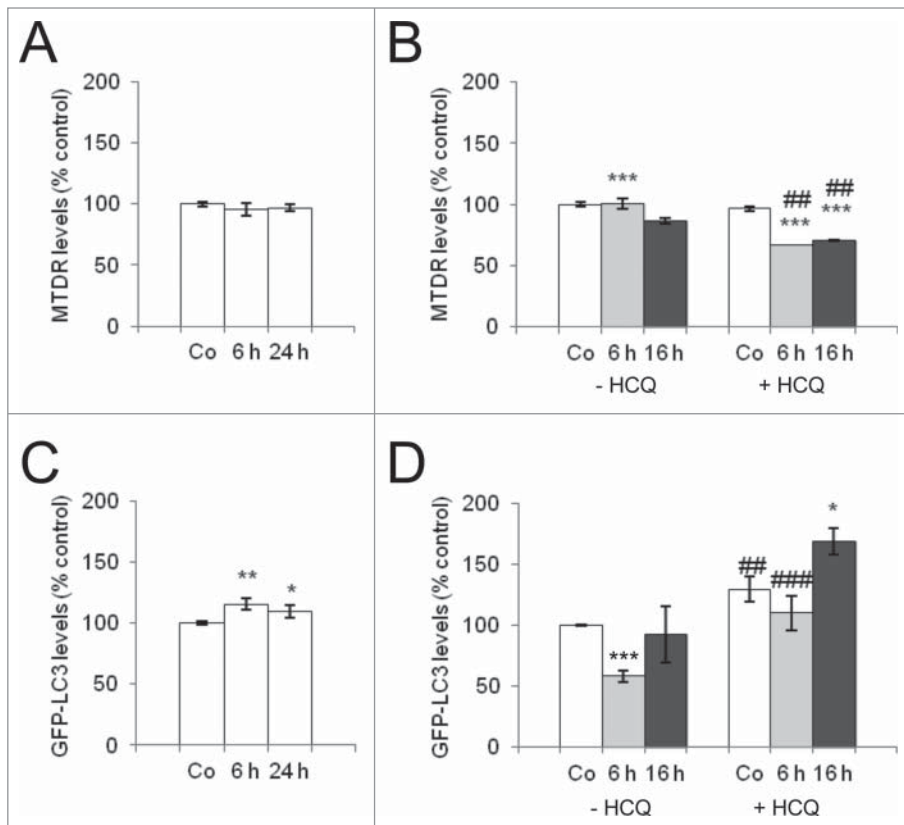 A
MTDR levels (% control)
200
150
100
50
0
Co 6 h 24 h
B
MTDR levels (% control)
200
150
100
50
0
***
##
***
##
***
Co 6 h 16 h
Co 6 h 16 h
- HCQ
+ HCQ
C
GFP-LC3 levels (% control)
200
150
100
50
0
**
*
Co 6 h 24 h
D
GFP-LC3 levels (% control)
200
150
100
50
0
***
##
###
*
Co 6 h 16 h
Co 6 h 16 h
- HCQ
+ HCQ